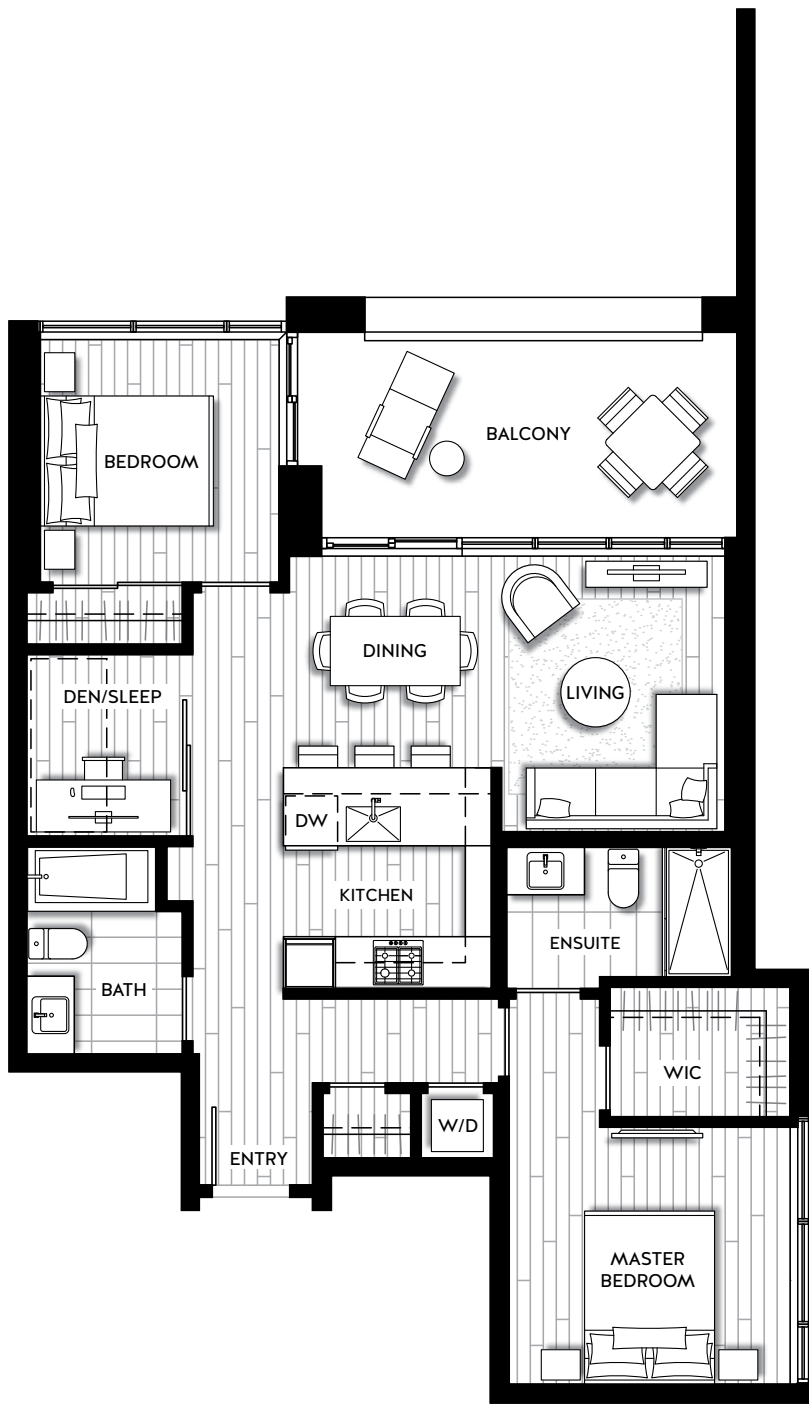 BALCONY
BEDROOM
DINING
DEN/SLEEP
LIVING
DW
KITCHEN
ENSUITE
BATH
WIC
W/D
ENTRY
MASTER
BEDROOM